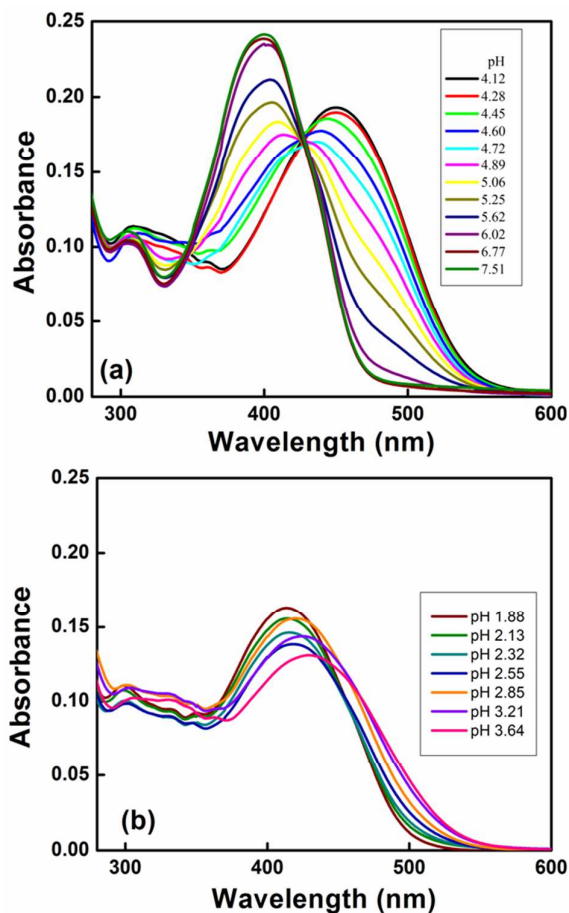 0.25
0.20
0.15
0.10
0.05
0.00
Absorbance
pH
4.12
4.28
4.45
4.60
4.72
4.89
5.06
5.25
5.62
6.02
6.77
7.51
(a)
300 400 500 600
Wavelength (nm)
0.25
0.20
0.15
0.10
0.05
0.00
Absorbance
pH 1.88
pH 2.13
pH 2.32
pH 2.55
pH 2.85
pH 3.21
pH 3.64
(b)
300 400 500 600
Wavelength (nm)